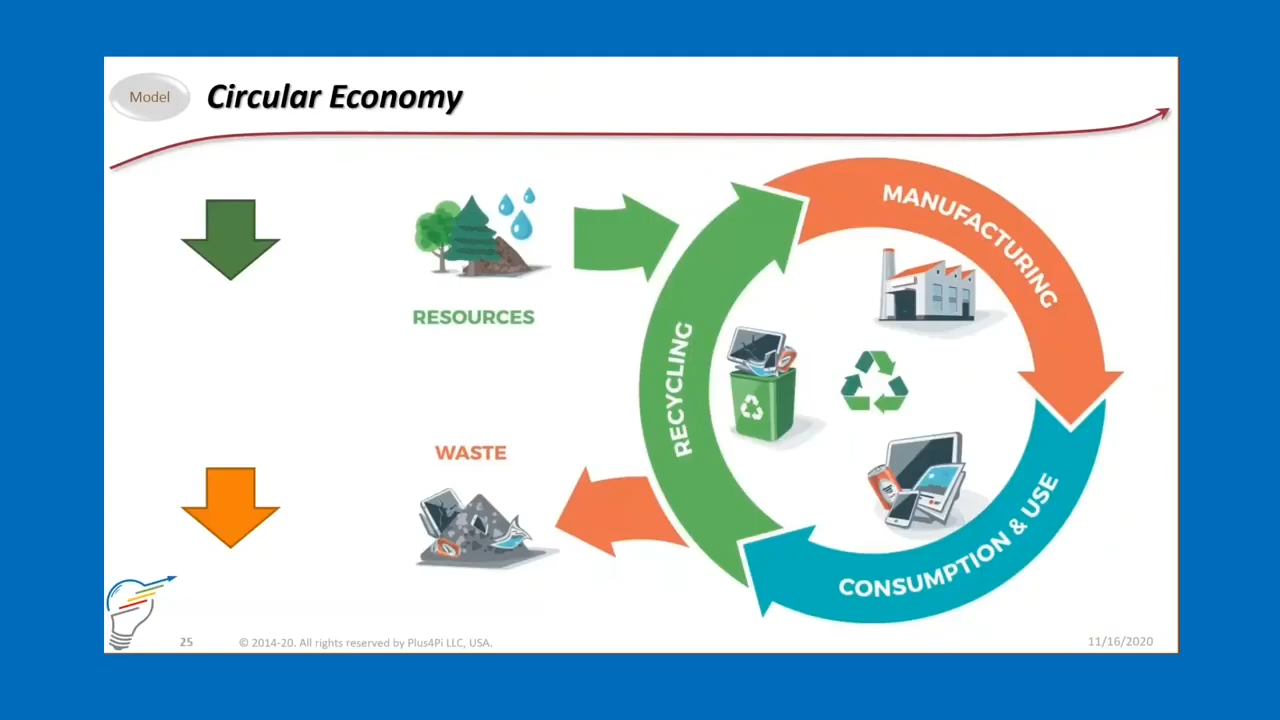 Model
Circular Economy
RESOURCES
MANUFACTURING
RECYCLING
WASTE
CONSUMPTION & USE
25
© 2014-20. All rights reserved by Plus4Pi LLC, USA.
11/16/2020